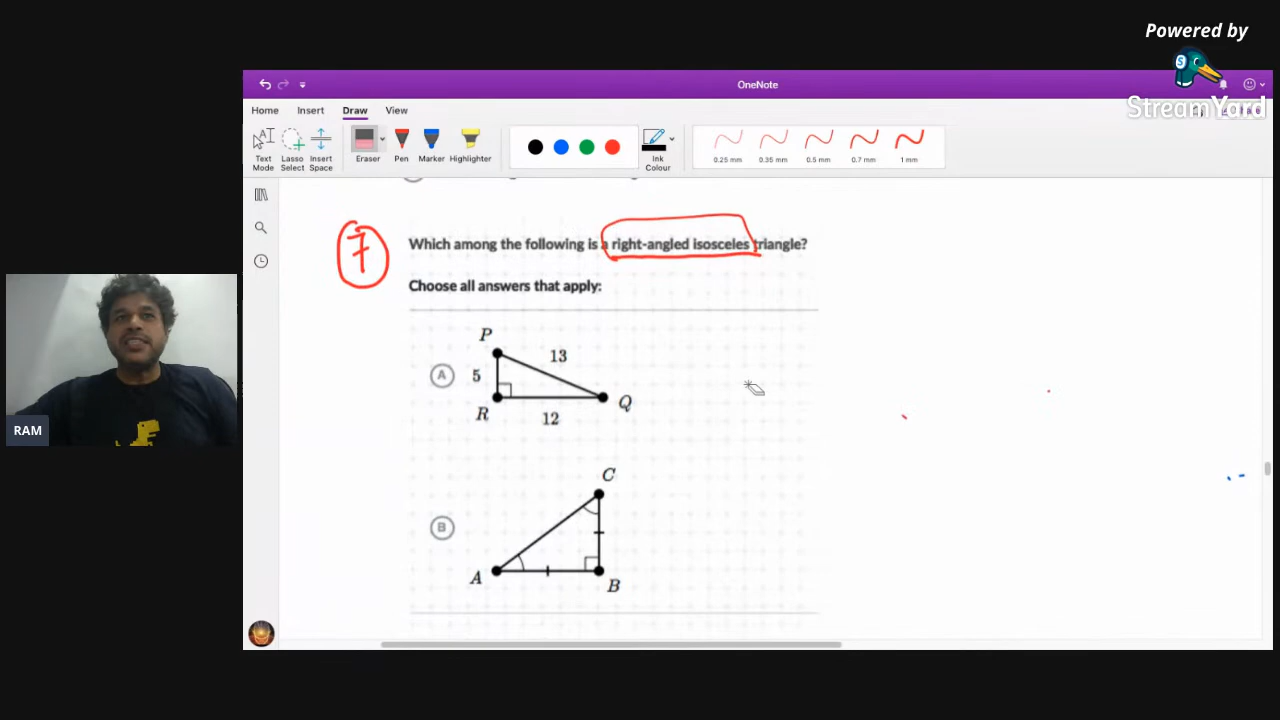 Powered by
StreamYard
OneNote
Home Insert Draw View
Text Mode
Lasso Select
Insert Space
Eraser
Pen
Marker
Highlighter
Ink Colour
0.25 mm
0.35 mm
0.5 mm
0.7 mm
1 mm
7
Which among the following is a right-angled isosceles triangle?
Choose all answers that apply:
A
P
13
5
R
12
Q
B
C
A
B
RAM